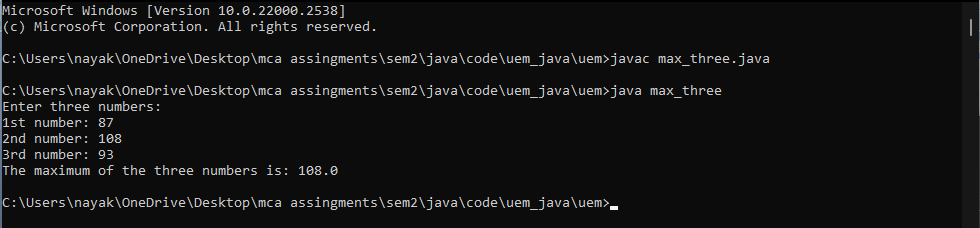 Microsoft Windows [Version 10.0.22000.2538]
(c) Microsoft Corporation. All rights reserved.
C:\Users\nayak\OneDrive\Desktop\mca assingments\sem2\java\code\uem_java\uem>javac max_three.java
C:\Users\nayak\OneDrive\Desktop\mca assingments\sem2\java\code\uem_java\uem>java max_three
Enter three numbers:
1st number: 87
2nd number: 108
3rd number: 93
The maximum of the three numbers is: 108.0
C:\Users\nayak\OneDrive\Desktop\mca assingments\sem2\java\code\uem_java\uem>